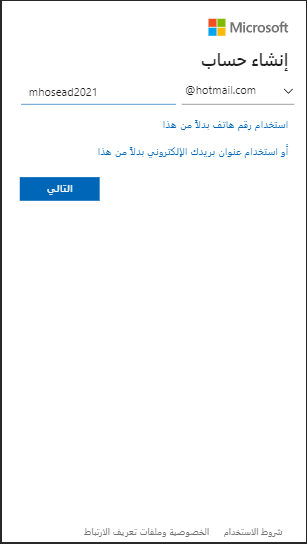 Microsoft
إنشاء حساب
mhosead2021 @hotmail.com
استخدام رقم هاتف بدلاً من هذا
أو استخدام عنوان بريدك الإلكتروني بدلاً من هذا
التالي
شروط الاستخدام الخصوصية وملفات تعريف الارتباط